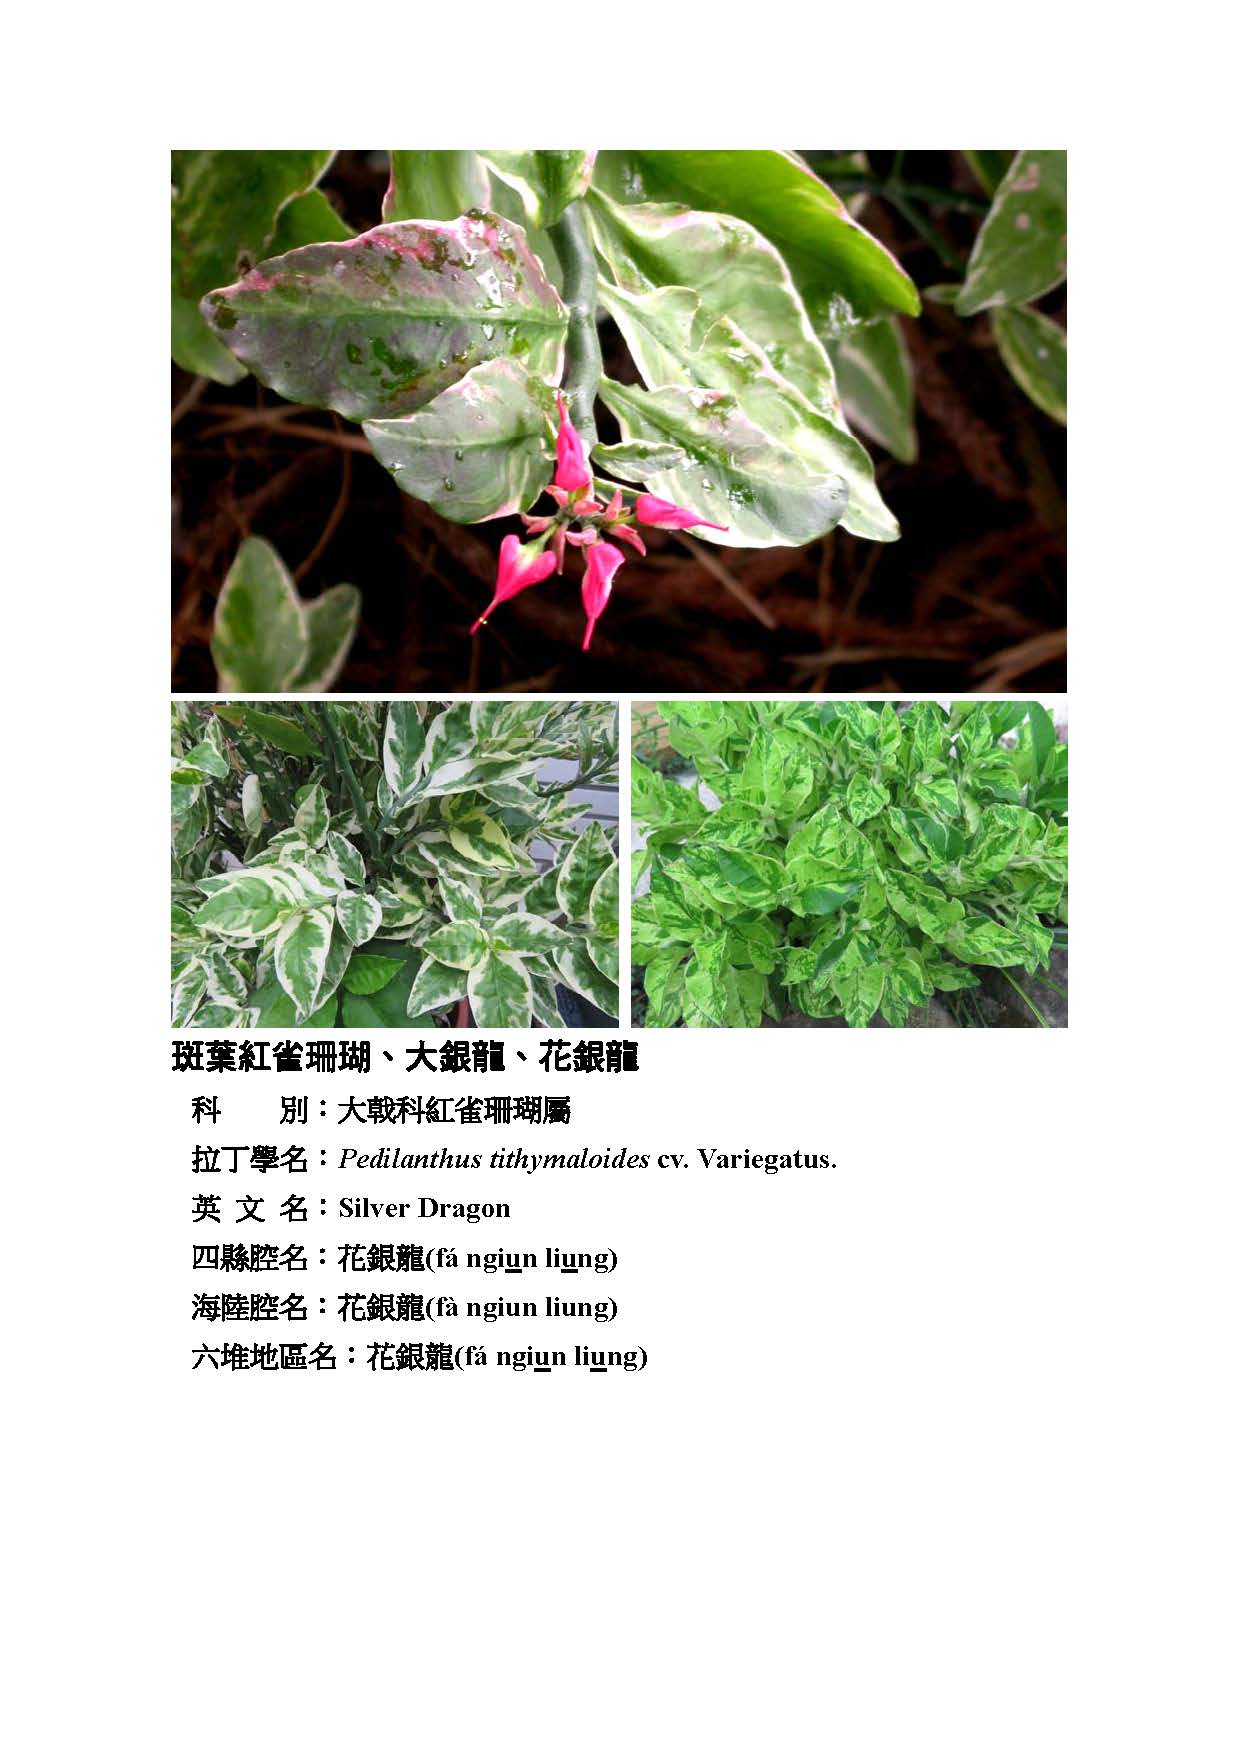 斑葉紅雀珊瑚、大銀龍、花銀龍
科　　別：大戟科紅雀珊瑚屬
拉丁學名：Pedilanthus tithymaloides cv. Variegatus.
英 文 名：Silver Dragon
四縣腔名：花銀龍(fá ngiun liung)
海陸腔名：花銀龍(fà ngiun liung)
六堆地區名：花銀龍(fá ngiun liung)